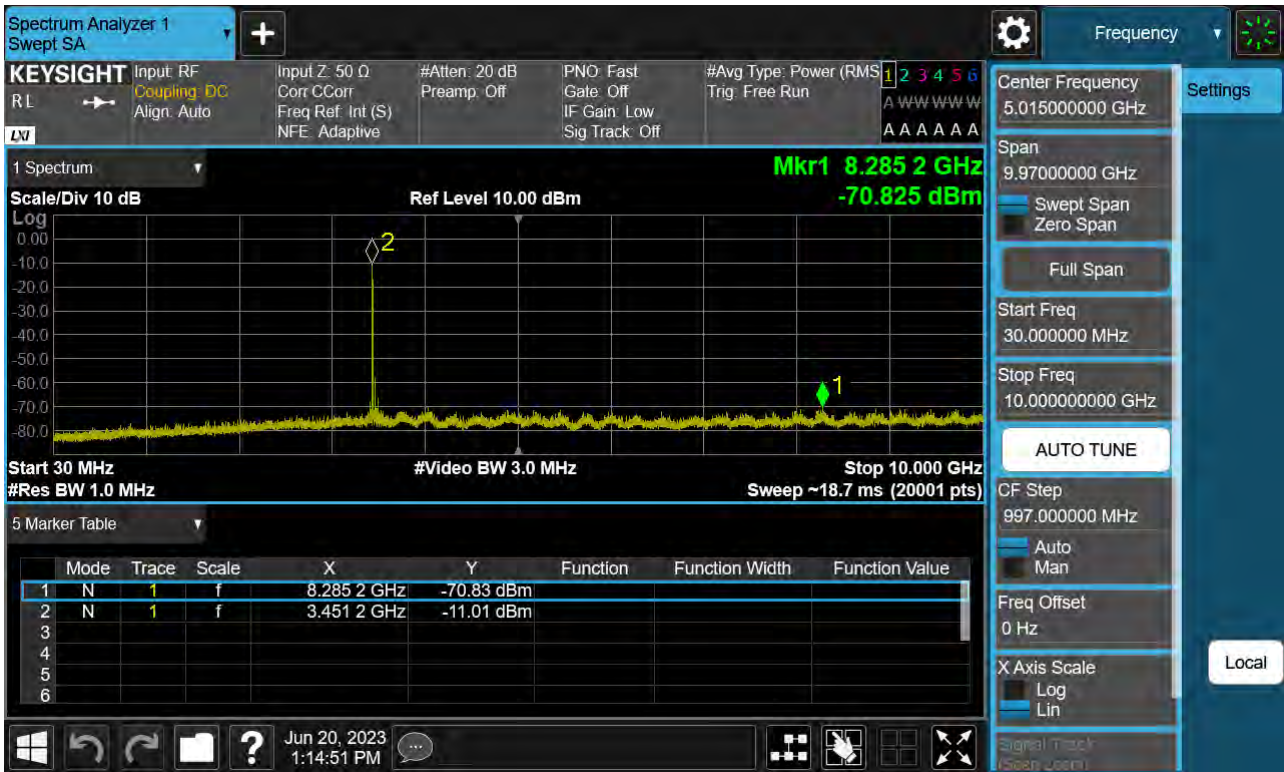 Spectrum Analyzer 1
Swept SA
+
Frequency
KEYSIGHT
RL
LXI
Input: RF
Coupling: DC
Align: Auto
Input Z: 50 Ω
Corr CCorr
Freq Ref: Int (S)
NFE: Adaptive
#Atten: 20 dB
Preamp: Off
PNO: Fast
Gate: Off
IF Gain: Low
Sig Track: Off
#Avg Type: Power (RMS
Trig: Free Run
1 2 3 4 5 6
A W W W W W
A A A A A A
1 Spectrum
Scale/Div 10 dB
Ref Level 10.00 dBm
Mkr1 8.285 2 GHz
-70.825 dBm
Log
0.00
-10.0
-20.0
-30.0
-40.0
-50.0
-60.0
-70.0
-80.0
2
1
Start 30 MHz
#Video BW 3.0 MHz
Stop 10.000 GHz
#Res BW 1.0 MHz
Sweep ~18.7 ms (20001 pts)
5 Marker Table
Mode Trace Scale X Y Function Function Width Function Value
1 N 1 f 8.285 2 GHz -70.83 dBm
2 N 1 f 3.451 2 GHz -11.01 dBm
3
4
5
6
?
Jun 20, 2023
1:14:51 PM
Center Frequency
5.015000000 GHz
Settings
Span
9.97000000 GHz
Swept Span
Zero Span
Full Span
Start Freq
30.000000 MHz
Stop Freq
10.000000000 GHz
AUTO TUNE
CF Step
997.000000 MHz
Auto
Man
Freq Offset
0 Hz
X Axis Scale
Log
Lin
Local
Signal Track
(Span Zoom)